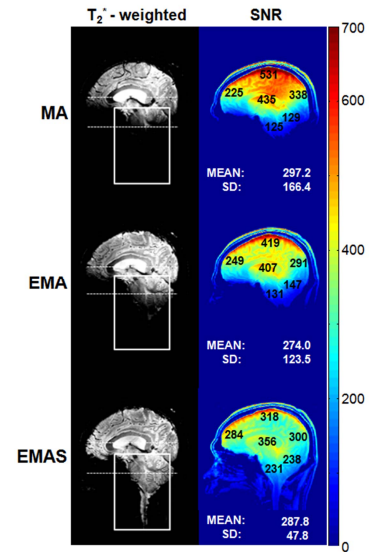 T2* - weighted SNR
700
MA
531
225 338
435
129
125
600
MEAN: 297.2
SD: 166.4
EMA
419
249 291
407
147
131
400
MEAN: 274.0
SD: 123.5
200
EMAS
318
284 300
356
238
231
MEAN: 287.8
SD: 47.8
0